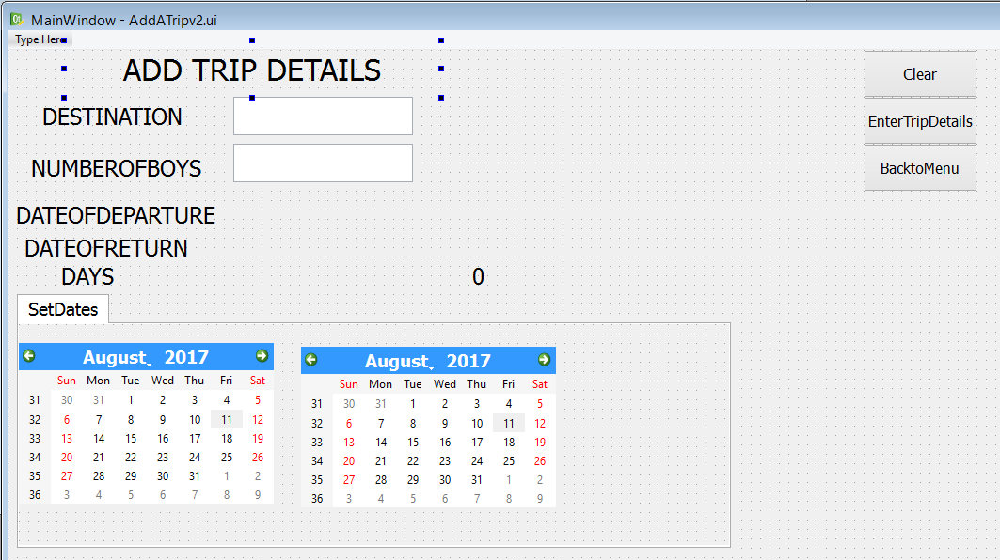 MainWindow - AddATripv2.ui
Type Here
ADD TRIP DETAILS
DESTINATION
NUMBEROFBOYS
DATEOFDEPARTURE
DATEOFRETURN
DAYS 0
Clear
EnterTripDetails
BacktoMenu
SetDates
August, 2017
Sun Mon Tue Wed Thu Fri Sat
31 30 31 1 2 3 4 5
32 6 7 8 9 10 11 12
33 13 14 15 16 17 18 19
34 20 21 22 23 24 25 26
35 27 28 29 30 31 1 2
36 3 4 5 6 7 8 9
August, 2017
Sun Mon Tue Wed Thu Fri Sat
31 30 31 1 2 3 4 5
32 6 7 8 9 10 11 12
33 13 14 15 16 17 18 19
34 20 21 22 23 24 25 26
35 27 28 29 30 31 1 2
36 3 4 5 6 7 8 9